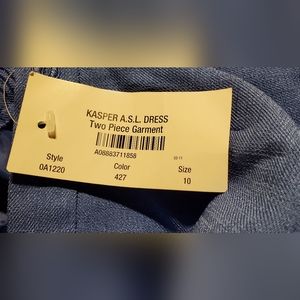 KASPER A.S.L. DRESS
Two Piece Garment
A08883711858
Style Color Size
0A1220 427 10